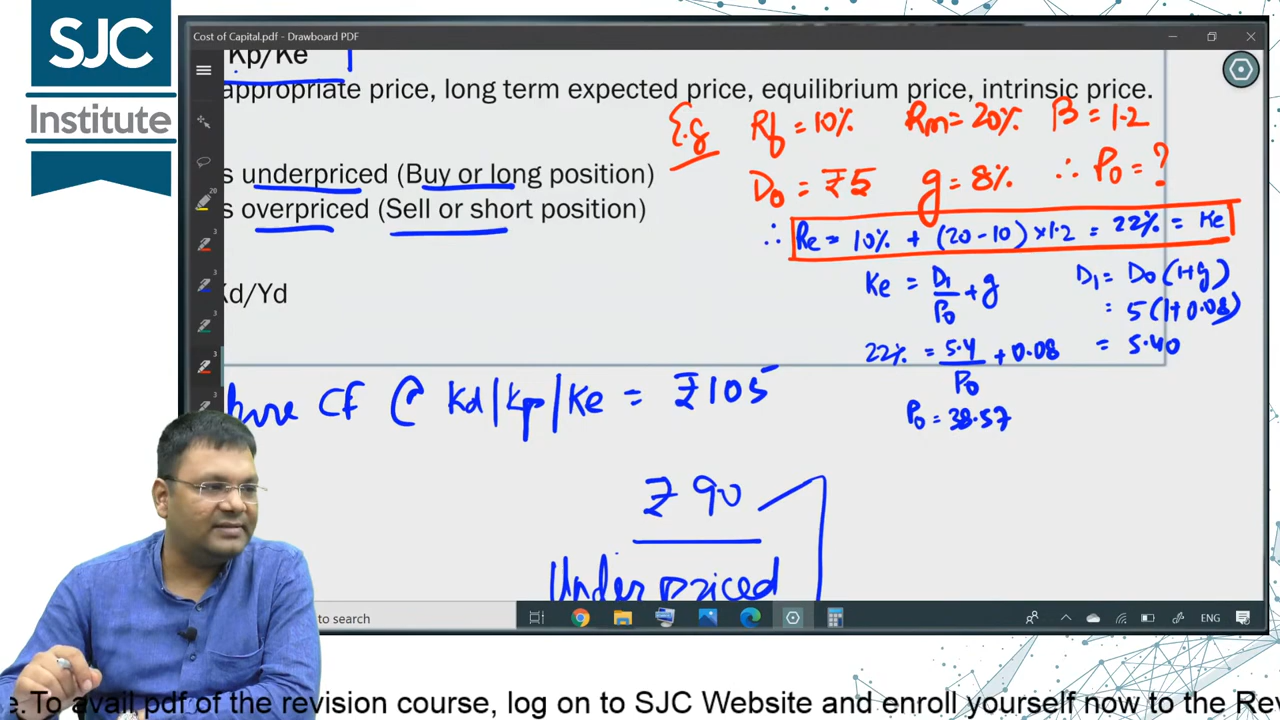 SJC
Institute
Cost of Capital.pdf - Drawboard PDF
Kp/Ke
appropriate price, long term expected price, equilibrium price, intrinsic price.
E.g Rf = 10% Rm = 20% β = 1.2
s underpriced (Buy or long position)
D0 = ₹5 g = 8% ∴ P0 = ?
s overpriced (Sell or short position)
∴ Re = 10% + (20-10) × 1.2 = 22% = Ke
Ke = D1/P0 + g D1 = D0 (1+g)
Kd/Yd
= 5 (1+0.08)
22% = 5.4/P0 + 0.08 = 5.40
CF @ Kd/Kp/Ke = ₹105
P0 = 38.57
₹ 90
Underpriced
to search
ENG
e. To avail pdf of the revision course, log on to SJC Website and enroll yourself now to the Re